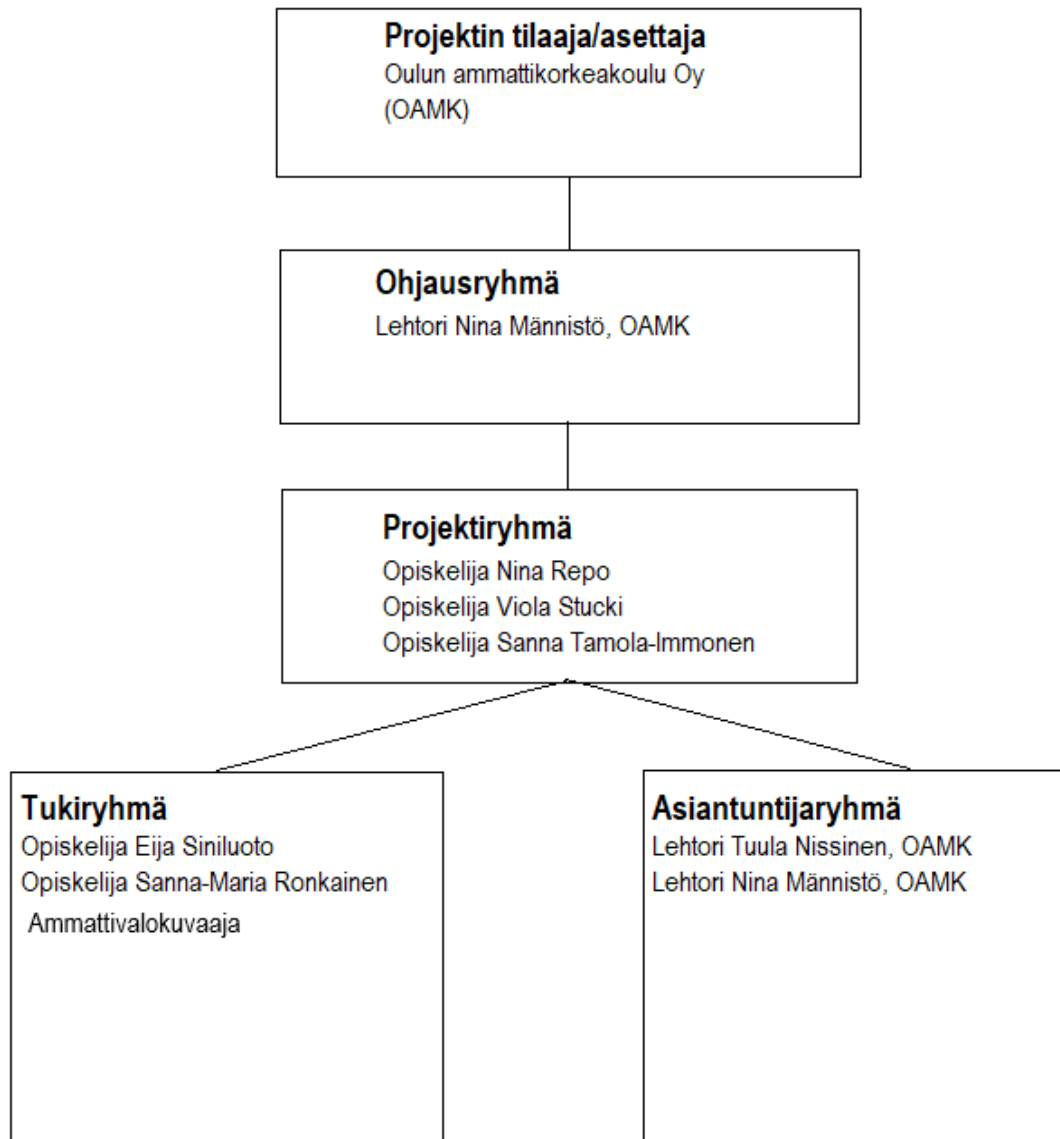 Projektin tilaaja/asettaja
Oulun ammattikorkeakoulu Oy
(OAMK)
Ohjausryhmä
Lehtori Nina Männistö, OAMK
Projektiryhmä
Opiskelija Nina Repo
Opiskelija Viola Stucki
Opiskelija Sanna Tamola-Immonen
Tukiryhmä
Opiskelija Eija Siniluoto
Opiskelija Sanna-Maria Ronkainen
Ammattivalokuvaaja
Asiantuntijaryhmä
Lehtori Tuula Nissinen, OAMK
Lehtori Nina Männistö, OAMK